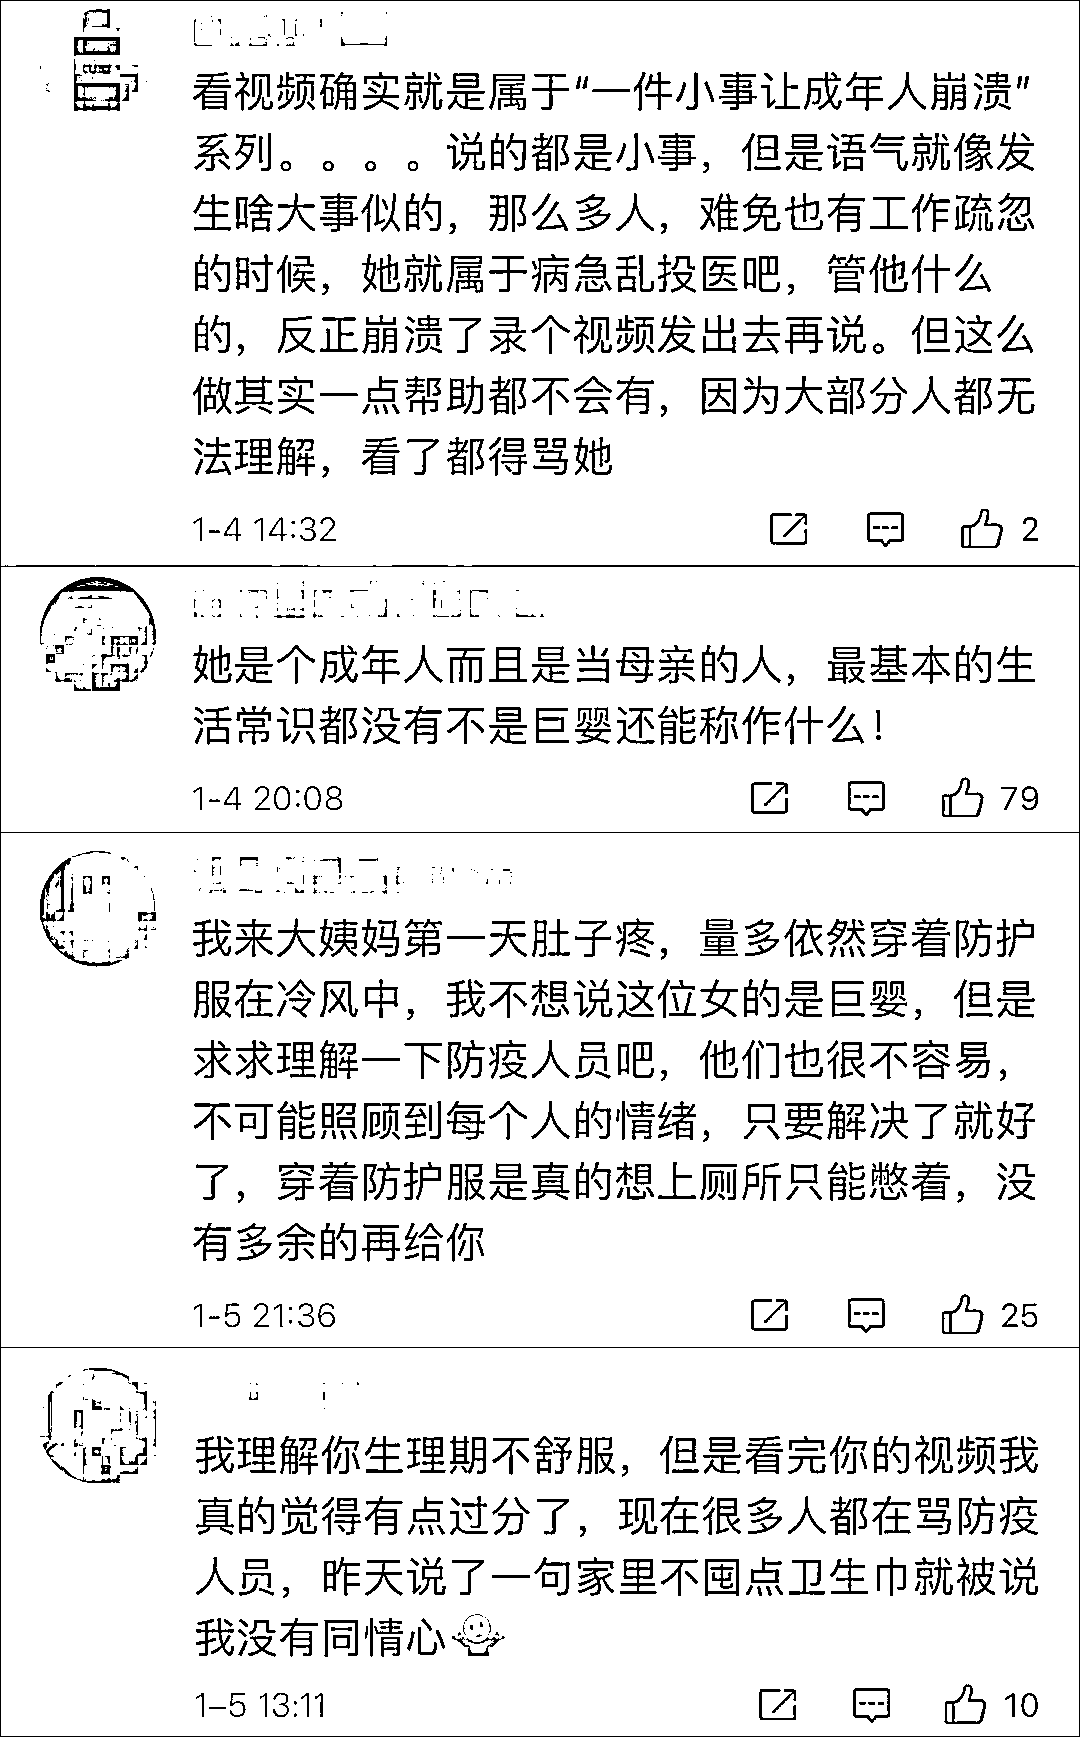 看视频确实就是属于“一件小事让成年人崩溃”
系列。。。。说的都是小事，但是语气就像发
生啥大事似的，那么多人，难免也有工作疏忽
的时候，她就属于病急乱投医吧，管他什么
的，反正崩溃了录个视频发出去再说。但这么
做其实一点帮助都不会有，因为大部分人都无
法理解，看了都得骂她
1-4 14:32 2
她是个成年人而且是当母亲的人，最基本的生
活常识都没有不是巨婴还能称作什么！
1-4 20:08 79
我来大姨妈第一天肚子疼，量多依然穿着防护
服在冷风中，我不想说这位女的是巨婴，但是
求求理解一下防疫人员吧，他们也很不容易，
不可能照顾到每个人的情绪，只要解决了就好
了，穿着防护服是真的想上厕所只能憋着，没
有多余的再给你
1-5 21:36 25
我理解你生理期不舒服，但是看完你的视频我
真的觉得有点过分了，现在很多人都在骂防疫
人员，昨天说了一句家里不囤点卫生巾就被说
我没有同情心
1-5 13:11 10